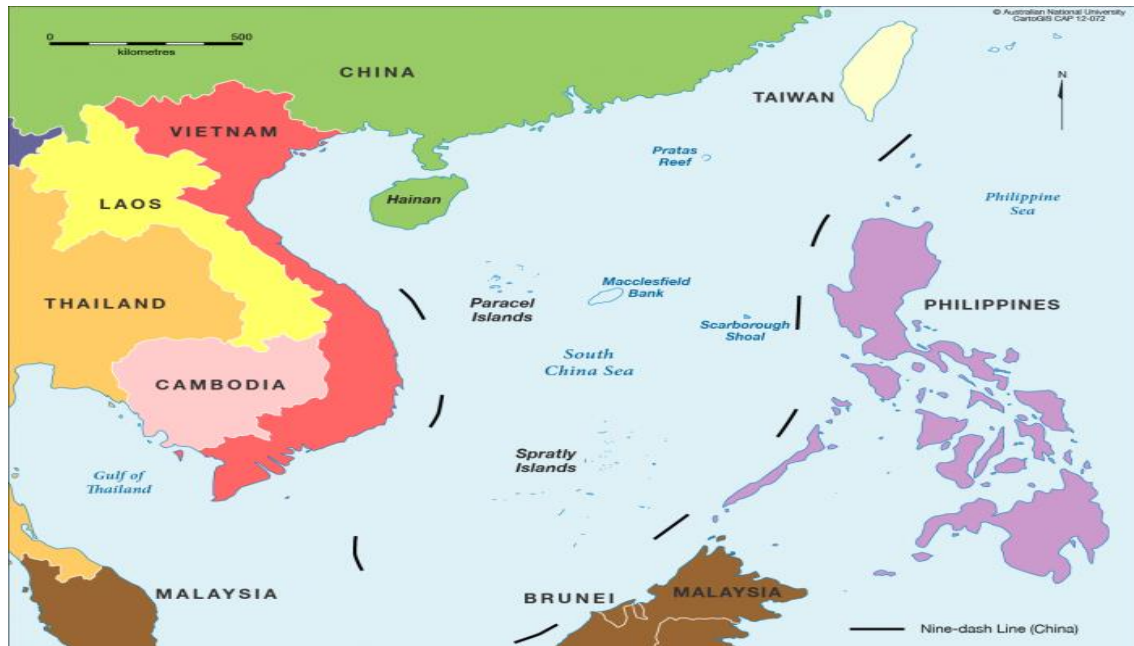 © Australian National University
CartoGIS CAP 12-072
0 500
kilometres
CHINA
TAIWAN
N
VIETNAM
Pratas
Reef
Hainan
LAOS
Philippine
Sea
THAILAND
Paracel
Islands
Macclesfield
Bank
PHILIPPINES
Scarborough
Shoal
South
China Sea
CAMBODIA
Spratly
Islands
Gulf of
Thailand
MALAYSIA
BRUNEI
MALAYSIA
Nine-dash Line (China)